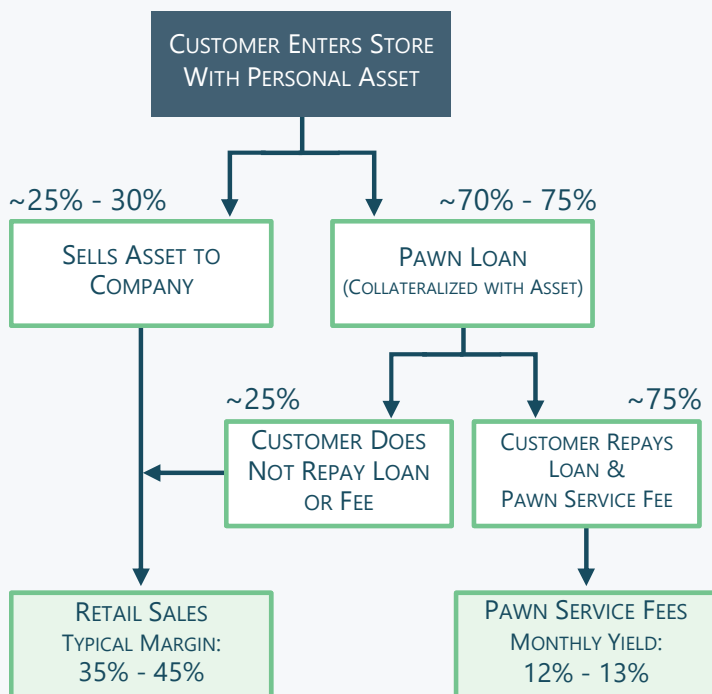 CUSTOMER ENTERS STORE
WITH PERSONAL ASSET
~25% - 30%
~70% - 75%
SELLS ASSET TO
COMPANY
PAWN LOAN
(COLLATERALIZED WITH ASSET)
~25%
~75%
CUSTOMER DOES
NOT REPAY LOAN
OR FEE
CUSTOMER REPAYS
LOAN &
PAWN SERVICE FEE
RETAIL SALES
TYPICAL MARGIN:
35% - 45%
PAWN SERVICE FEES
MONTHLY YIELD:
12% - 13%